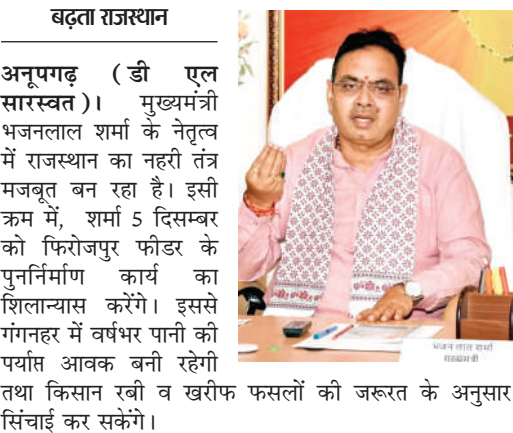 बढ़ता राजस्थान
अनूपगढ़ (डी एल
सारस्वत)। मुख्यमंत्री
भजनलाल शर्मा के नेतृत्व
में राजस्थान का नहरी तंत्र
मजबूत बन रहा है। इसी
क्रम में, शर्मा 5 दिसम्बर
को फिरोजपुर फीडर के
पुनर्निर्माण कार्य का
शिलान्यास करेंगे। इससे
गंगनहर में वर्षभर पानी की
पर्याप्त आवक बनी रहेगी
तथा किसान रबी व खरीफ फसलों की जरूरत के अनुसार
सिंचाई कर सकेंगे।
भजन लाल शर्मा
मुख्यमंत्री